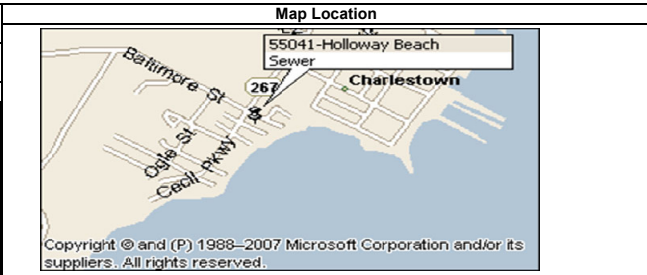 Map Location
55041-Holloway Beach
Sewer
Baltimore St
267
Charlestown
Ogle St
Cecil Pkwy
Copyright © and (P) 1988–2007 Microsoft Corporation and/or its
suppliers. All rights reserved.